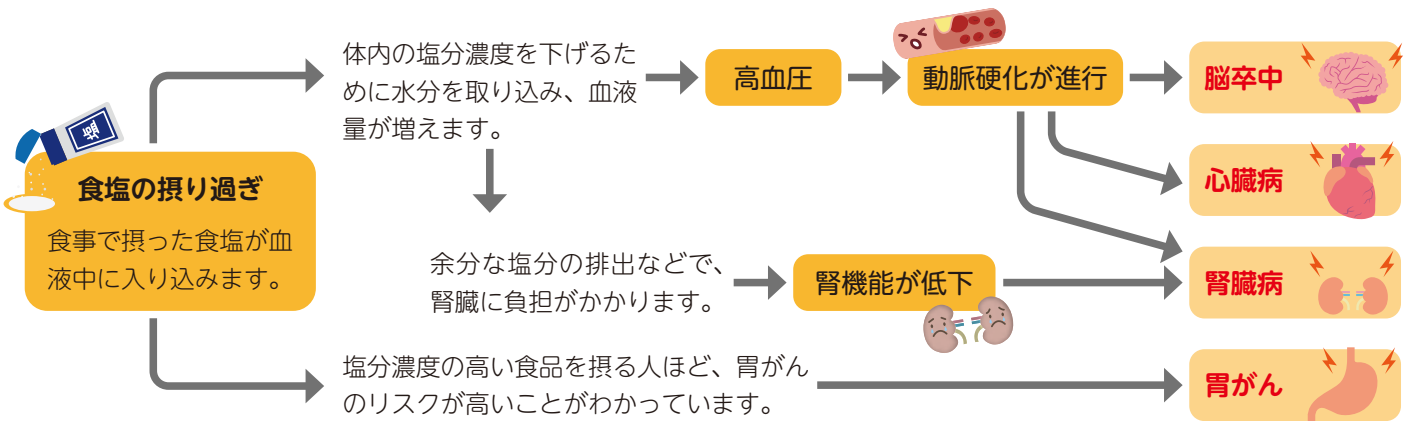 塩
食塩の摂り過ぎ
食事で摂った食塩が血
液中に入り込みます。
体内の塩分濃度を下げるた
めに水分を取り込み、血液
量が増えます。
高血圧
動脈硬化が進行
脳卒中
心臓病
余分な塩分の排出などで、
腎臓に負担がかかります。
腎機能が低下
腎臓病
塩分濃度の高い食品を摂る人ほど、胃がん
のリスクが高いことがわかっています。
胃がん